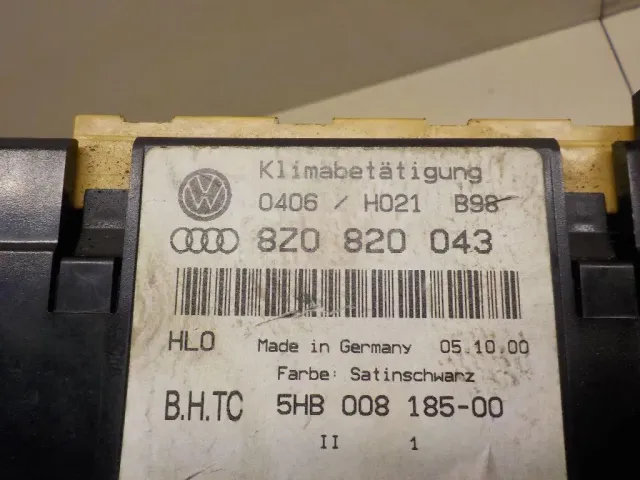 Klimabetätigung
0406 / H021 B98
8Z0 820 043
HLO Made in Germany 05.10.00
Farbe: Satinschwarz
B.H.TC 5HB 008 185-00
II 1